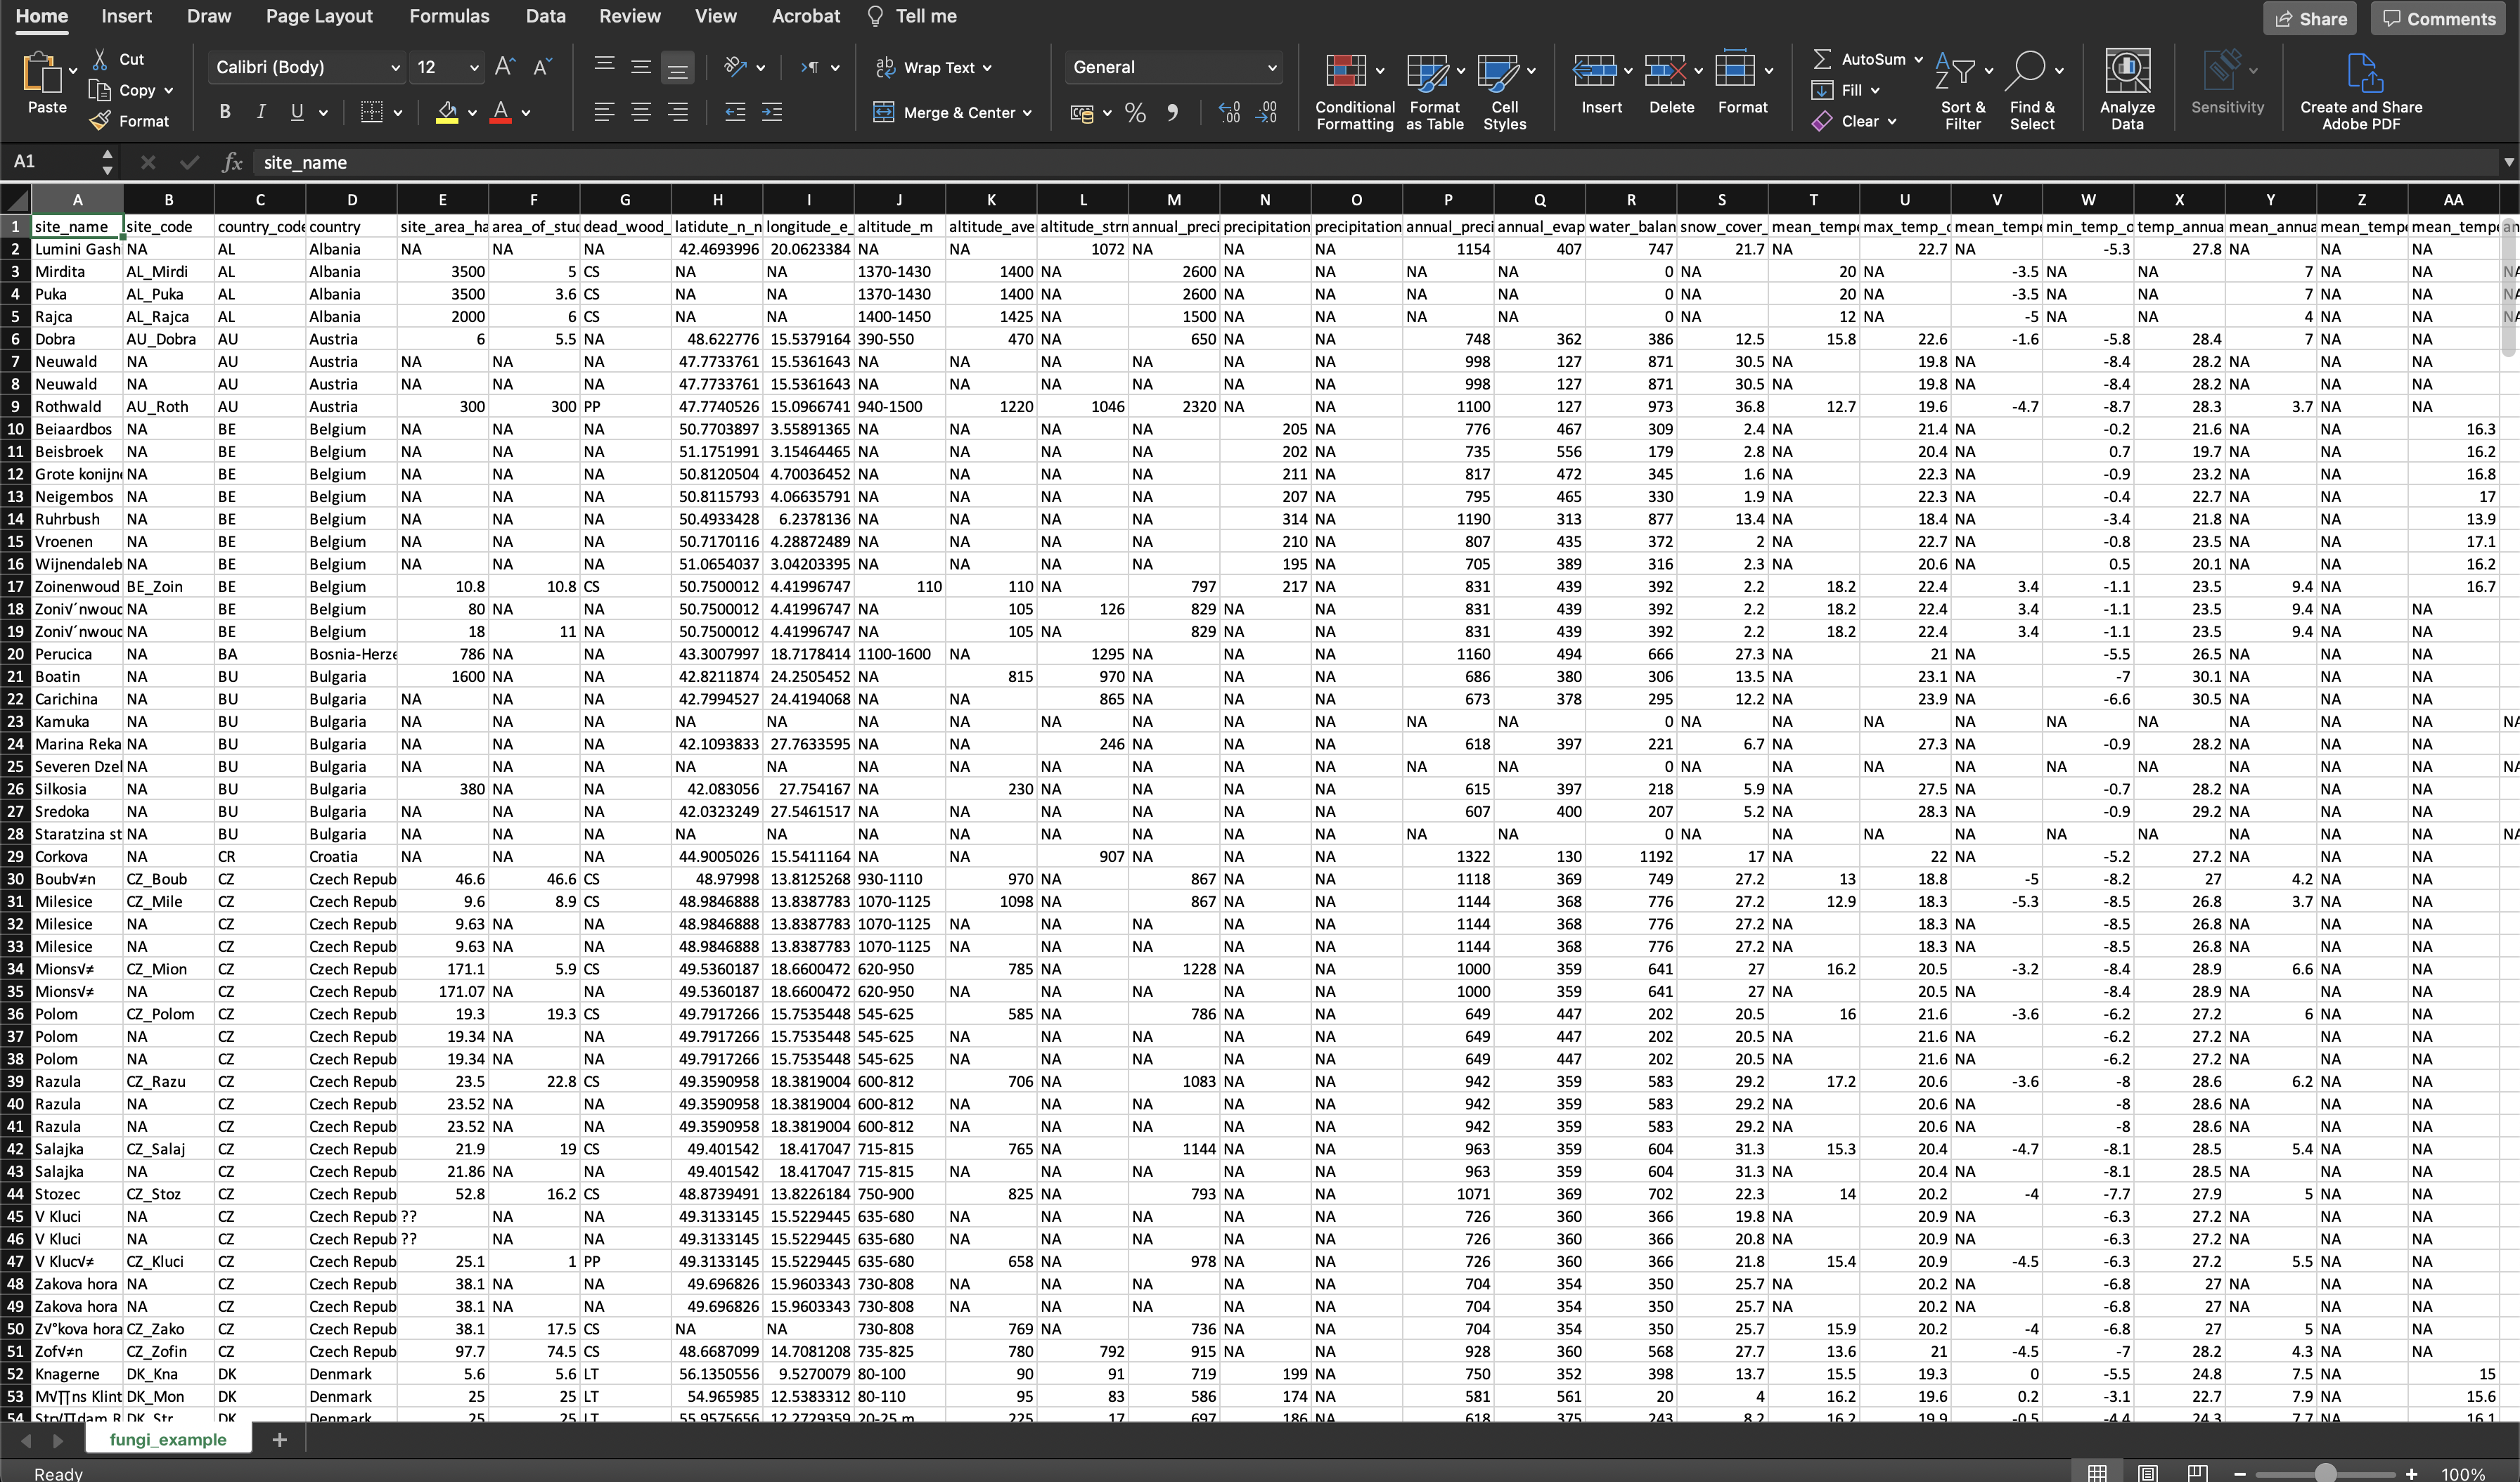 Home Insert Draw Page Layout Formulas Data Review View Acrobat Tell me Share Comments
Paste Cut Copy Format Calibri (Body) 12 Wrap Text Merge & Center General Conditional Formatting Format as Table Cell Styles Insert Delete Format AutoSum Fill Clear Sort & Filter Find & Select Analyze Data Sensitivity Create and Share Adobe PDF
A1 fx site_name
A B C D E F G H I J K L M N O P Q R S T U V W X Y Z AA
1 site_name site_code country_code country site_area_ha area_of_stu dead_wood_ latidute_n_n longitude_e_ altitude_m altitude_ave altitude_strm annual_preci precipitation precipitation annual_preci annual_evap water_balan snow_cover_ mean_tempe max_temp_ mean_tempe min_temp_o temp_annua mean_annua mean_tempe mean_tempe
2 Lumini Gash NA AL Albania NA NA NA 42.4693996 20.0623384 NA NA 1072 NA NA NA 1154 407 747 21.7 NA 22.7 NA -5.3 27.8 NA NA NA
3 Mirdita AL_Mirdi AL Albania 3500 5 CS NA NA 1370-1430 1400 NA 2600 NA NA NA NA 0 NA 20 NA -3.5 NA NA 7 NA NA
4 Puka AL_Puka AL Albania 3500 3.6 CS NA NA 1370-1430 1400 NA 2600 NA NA NA NA 0 NA 20 NA -3.5 NA NA 7 NA NA
5 Rajca AL_Rajca AL Albania 2000 6 CS NA NA 1400-1450 1425 NA 1500 NA NA NA NA 0 NA 12 NA -5 NA NA 4 NA NA
6 Dobra AU_Dobra AU Austria 6 5.5 NA 48.622776 15.5379164 390-550 470 NA 650 NA NA 748 362 386 12.5 15.8 22.6 -1.6 -5.8 28.4 7 NA NA
7 Neuwald NA AU Austria NA NA NA 47.7733761 15.5361643 NA NA NA NA NA NA 998 127 871 30.5 NA 19.8 NA -8.4 28.2 NA NA NA
8 Neuwald NA AU Austria NA NA NA 47.7733761 15.5361643 NA NA NA NA NA NA 998 127 871 30.5 NA 19.8 NA -8.4 28.2 NA NA NA
9 Rothwald AU_Roth AU Austria 300 300 PP 47.7740526 15.0966741 940-1500 1220 1046 2320 NA NA 1100 127 973 36.8 12.7 19.6 -4.7 -8.7 28.3 3.7 NA NA
10 Beiaardbos NA BE Belgium NA NA NA 50.7703897 3.55891365 NA NA NA NA 205 NA 776 467 309 2.4 NA 21.4 NA -0.2 21.6 NA NA 16.3
11 Beisbroek NA BE Belgium NA NA NA 51.1751991 3.15464465 NA NA NA NA 202 NA 735 556 179 2.8 NA 20.4 NA 0.7 19.7 NA NA 16.2
12 Grote konijne NA BE Belgium NA NA NA 50.8120504 4.70036452 NA NA NA NA 211 NA 817 472 345 1.6 NA 22.3 NA -0.9 23.2 NA NA 16.8
13 Neigembos NA BE Belgium NA NA NA 50.8115793 4.06635791 NA NA NA NA 207 NA 795 465 330 1.9 NA 22.3 NA -0.4 22.7 NA NA 17
14 Ruhrbush NA BE Belgium NA NA NA 50.4933428 6.2378136 NA NA NA NA 314 NA 1190 313 877 13.4 NA 18.4 NA -3.4 21.8 NA NA 13.9
15 Vroenen NA BE Belgium NA NA NA 50.7170116 4.28872489 NA NA NA NA 210 NA 807 435 372 2 NA 22.7 NA -0.8 23.5 NA NA 17.1
16 Wijnendaleb NA BE Belgium NA NA NA 51.0654037 3.04203395 NA NA NA NA 195 NA 705 389 316 2.3 NA 20.6 NA 0.5 20.1 NA NA 16.2
17 Zoinenwoud BE_Zoin BE Belgium 10.8 10.8 CS 50.7500012 4.41996747 110 110 NA 797 217 NA 831 439 392 2.2 18.2 22.4 3.4 -1.1 23.5 9.4 NA 16.7
18 Zoni√´nwoud NA BE Belgium 80 NA NA 50.7500012 4.41996747 NA 105 126 829 NA NA 831 439 392 2.2 18.2 22.4 3.4 -1.1 23.5 9.4 NA NA
19 Zoni√´nwoud NA BE Belgium 18 11 NA 50.7500012 4.41996747 NA 105 NA 829 NA NA 831 439 392 2.2 18.2 22.4 3.4 -1.1 23.5 9.4 NA NA
20 Perucica NA BA Bosnia-Herze 786 NA NA 43.3007997 18.7178414 1100-1600 NA 1295 NA NA NA 1160 494 666 27.3 NA 21 NA -5.5 26.5 NA NA NA
21 Boatin NA BU Bulgaria 1600 NA NA 42.8211874 24.2505452 NA 815 970 NA NA NA 686 380 306 13.5 NA 23.1 NA -7 30.1 NA NA NA
22 Carichina NA BU Bulgaria NA NA NA 42.7994527 24.4194068 NA NA 865 NA NA NA 673 378 295 12.2 NA 23.9 NA -6.6 30.5 NA NA NA
23 Kamuka NA BU Bulgaria NA NA NA NA NA NA NA NA NA NA NA NA NA 0 NA NA NA NA NA NA NA NA NA
24 Marina Reka NA BU Bulgaria NA NA NA 42.1093833 27.7633595 NA NA 246 NA NA NA 618 397 221 6.7 NA 27.3 NA -0.9 28.2 NA NA NA
25 Severen Dzel NA BU Bulgaria NA NA NA NA NA NA NA NA NA NA NA NA NA 0 NA NA NA NA NA NA NA NA NA
26 Silkosia NA BU Bulgaria 380 NA NA 42.083056 27.754167 NA 230 NA NA NA NA 615 397 218 5.9 NA 27.5 NA -0.7 28.2 NA NA NA
27 Sredoka NA BU Bulgaria NA NA NA 42.0323249 27.5461517 NA NA NA NA NA NA 607 400 207 5.2 NA 28.3 NA -0.9 29.2 NA NA NA
28 Staratzina st NA BU Bulgaria NA NA NA NA NA NA NA NA NA NA NA NA NA 0 NA NA NA NA NA NA NA NA NA
29 Corkova NA CR Croatia NA NA NA 44.9005026 15.5411164 NA NA 907 NA NA NA 1322 130 1192 17 NA 22 NA -5.2 27.2 NA NA NA
30 Boub√≠n CZ_Boub CZ Czech Repub 46.6 46.6 CS 48.97998 13.8125268 930-1110 970 NA 867 NA NA 1118 369 749 27.2 13 18.8 -5 -8.2 27 4.2 NA NA
31 Milesice CZ_Mile CZ Czech Repub 9.6 8.9 CS 48.9846888 13.8387783 1070-1125 1098 NA 867 NA NA 1144 368 776 27.2 12.9 18.3 -5.3 -8.5 26.8 3.7 NA NA
32 Milesice NA CZ Czech Repub 9.63 NA NA 48.9846888 13.8387783 1070-1125 NA NA NA NA NA 1144 368 776 27.2 NA 18.3 NA -8.5 26.8 NA NA NA
33 Milesice NA CZ Czech Repub 9.63 NA NA 48.9846888 13.8387783 1070-1125 NA NA NA NA NA 1144 368 776 27.2 NA 18.3 NA -8.5 26.8 NA NA NA
34 Mions√≠ CZ_Mion CZ Czech Repub 171.1 5.9 CS 49.5360187 18.6600472 620-950 785 NA 1228 NA NA 1000 359 641 27 16.2 20.5 -3.2 -8.4 28.9 6.6 NA NA
35 Mions√≠ NA CZ Czech Repub 171.07 NA NA 49.5360187 18.6600472 620-950 NA NA NA NA NA 1000 359 641 27 NA 20.5 NA -8.4 28.9 NA NA NA
36 Polom CZ_Polom CZ Czech Repub 19.3 19.3 CS 49.7917266 15.7535448 545-625 585 NA 786 NA NA 649 447 202 20.5 16 21.6 -3.6 -6.2 27.2 6 NA NA
37 Polom NA CZ Czech Repub 19.34 NA NA 49.7917266 15.7535448 545-625 NA NA NA NA NA 649 447 202 20.5 NA 21.6 NA -6.2 27.2 NA NA NA
38 Polom NA CZ Czech Repub 19.34 NA NA 49.7917266 15.7535448 545-625 NA NA NA NA NA 649 447 202 20.5 NA 21.6 NA -6.2 27.2 NA NA NA
39 Razula CZ_Razu CZ Czech Repub 23.5 22.8 CS 49.3590958 18.3819004 600-812 706 NA 1083 NA NA 942 359 583 29.2 17.2 20.6 -3.6 -8 28.6 6.2 NA NA
40 Razula NA CZ Czech Repub 23.52 NA NA 49.3590958 18.3819004 600-812 NA NA NA NA NA 942 359 583 29.2 NA 20.6 NA -8 28.6 NA NA NA
41 Razula NA CZ Czech Repub 23.52 NA NA 49.3590958 18.3819004 600-812 NA NA NA NA NA 942 359 583 29.2 NA 20.6 NA -8 28.6 NA NA NA
42 Salajka CZ_Salaj CZ Czech Repub 21.9 19 CS 49.401542 18.417047 715-815 765 NA 1144 NA NA 963 359 604 31.3 15.3 20.4 -4.7 -8.1 28.5 5.4 NA NA
43 Salajka NA CZ Czech Repub 21.86 NA NA 49.401542 18.417047 715-815 NA NA NA NA NA 963 359 604 31.3 NA 20.4 NA -8.1 28.5 NA NA NA
44 Stozec CZ_Stoz CZ Czech Repub 52.8 16.2 CS 48.8739491 13.8226184 750-900 825 NA 793 NA NA 1071 369 702 22.3 14 20.2 -4 -7.7 27.9 5 NA NA
45 V Kluci NA CZ Czech Repub ?? NA NA 49.3133145 15.5229445 635-680 NA NA NA NA NA 726 360 366 19.8 NA 20.9 NA -6.3 27.2 NA NA NA
46 V Kluci NA CZ Czech Repub ?? NA NA 49.3133145 15.5229445 635-680 NA NA NA NA NA 726 360 366 20.8 NA 20.9 NA -6.3 27.2 NA NA NA
47 V Klucv√≠ CZ_Kluci CZ Czech Repub 25.1 1 PP 49.3133145 15.5229445 635-680 658 NA 978 NA NA 726 360 366 21.8 15.4 20.9 -4.5 -6.3 27.2 5.5 NA NA
48 Zakova hora NA CZ Czech Repub 38.1 NA NA 49.696826 15.9603343 730-808 NA NA NA NA NA 704 354 350 25.7 NA 20.2 NA -6.8 27 NA NA NA
49 Zakova hora NA CZ Czech Repub 38.1 NA NA 49.696826 15.9603343 730-808 NA NA NA NA NA 704 354 350 25.7 NA 20.2 NA -6.8 27 NA NA NA
50 Z√°kova hora CZ_Zako CZ Czech Repub 38.1 17.5 CS NA NA 730-808 769 NA 736 NA NA 704 354 350 25.7 15.9 20.2 -4 -6.8 27 5 NA NA
51 Zof√≠n CZ_Zofin CZ Czech Repub 97.7 74.5 CS 48.6687099 14.7081208 735-825 780 792 915 NA NA 928 360 568 27.7 13.6 21 -4.5 -7 28.2 4.3 NA NA
52 Knagerne DK_Kna DK Denmark 5.6 5.6 LT 56.1350556 9.5270079 80-100 90 91 719 199 NA 750 352 398 13.7 15.5 19.3 0 -5.5 24.8 7.5 NA 15
53 M√∏ns Klint DK_Mon DK Denmark 25 25 LT 54.965985 12.5383312 80-110 95 83 586 174 NA 581 561 20 4 16.2 19.6 0.2 -3.1 22.7 7.9 NA 15.6
54 Str√∏dam R DK_Str DK Denmark 25 25 LT 55.9575656 12.2729359 20-25 m 225 17 697 186 NA 618 375 243 8.2 16.2 19.9 -0.5 -4.4 24.3 7.7 NA 16.1
fungi_example
Ready 100%